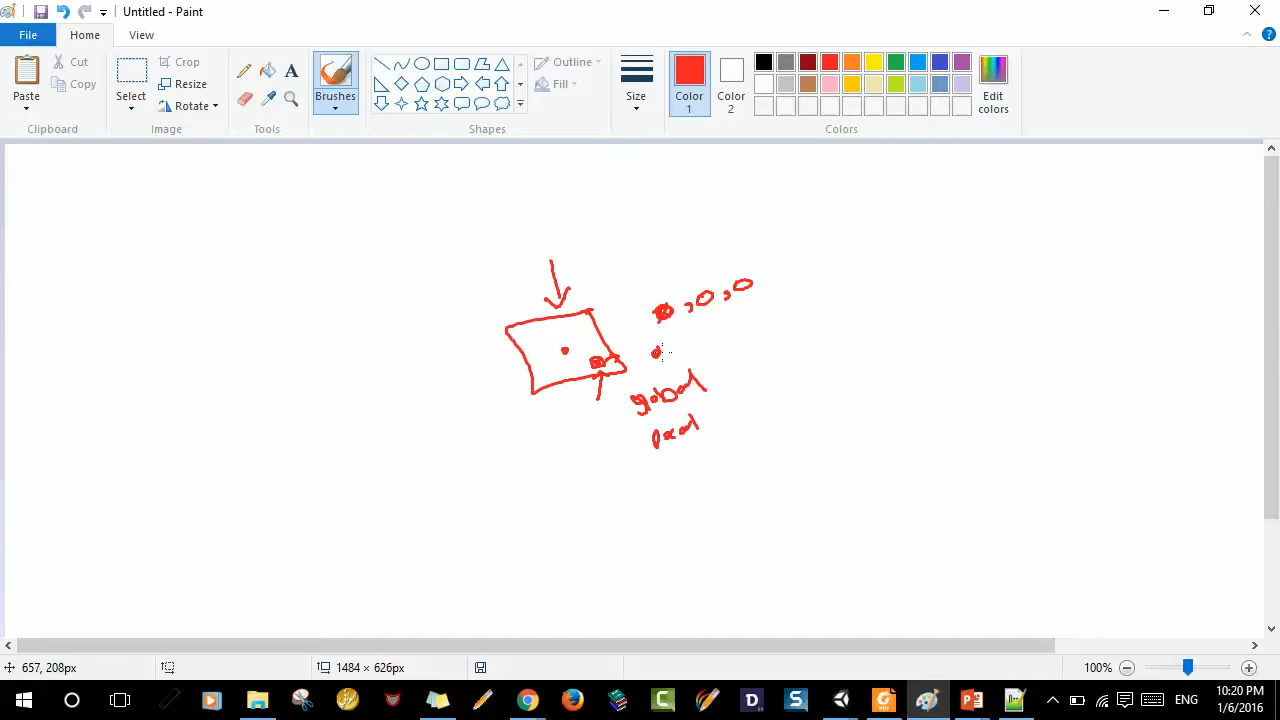 Untitled - Paint
File Home View
Paste
Cut
Copy
Clipboard
Select
Crop
Resize
Rotate
Image
A
Tools
Brushes
Shapes
Outline
Fill
Size
Color 1
Color 2
Edit colors
Colors
0,0,0
global
local
657, 208px
1484 × 626px
100%
ENG
10:20 PM
1/6/2016